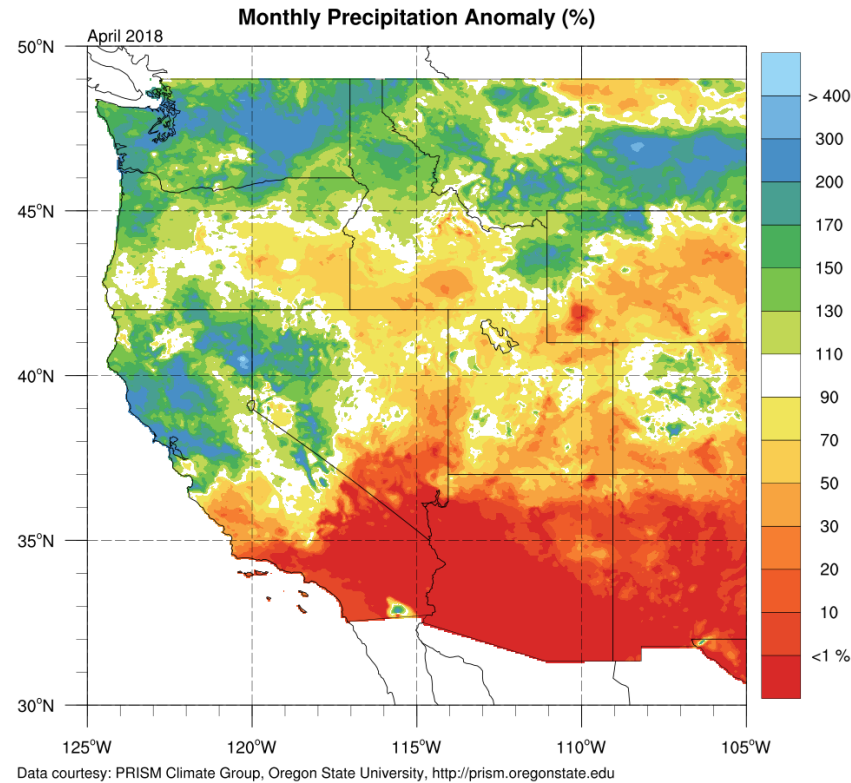 Monthly Precipitation Anomaly (%)
April 2018
50°N
45°N
40°N
35°N
30°N
125°W
120°W
115°W
110°W
105°W
> 400
300
200
170
150
130
110
90
70
50
30
20
10
<1 %
Data courtesy: PRISM Climate Group, Oregon State University, http://prism.oregonstate.edu